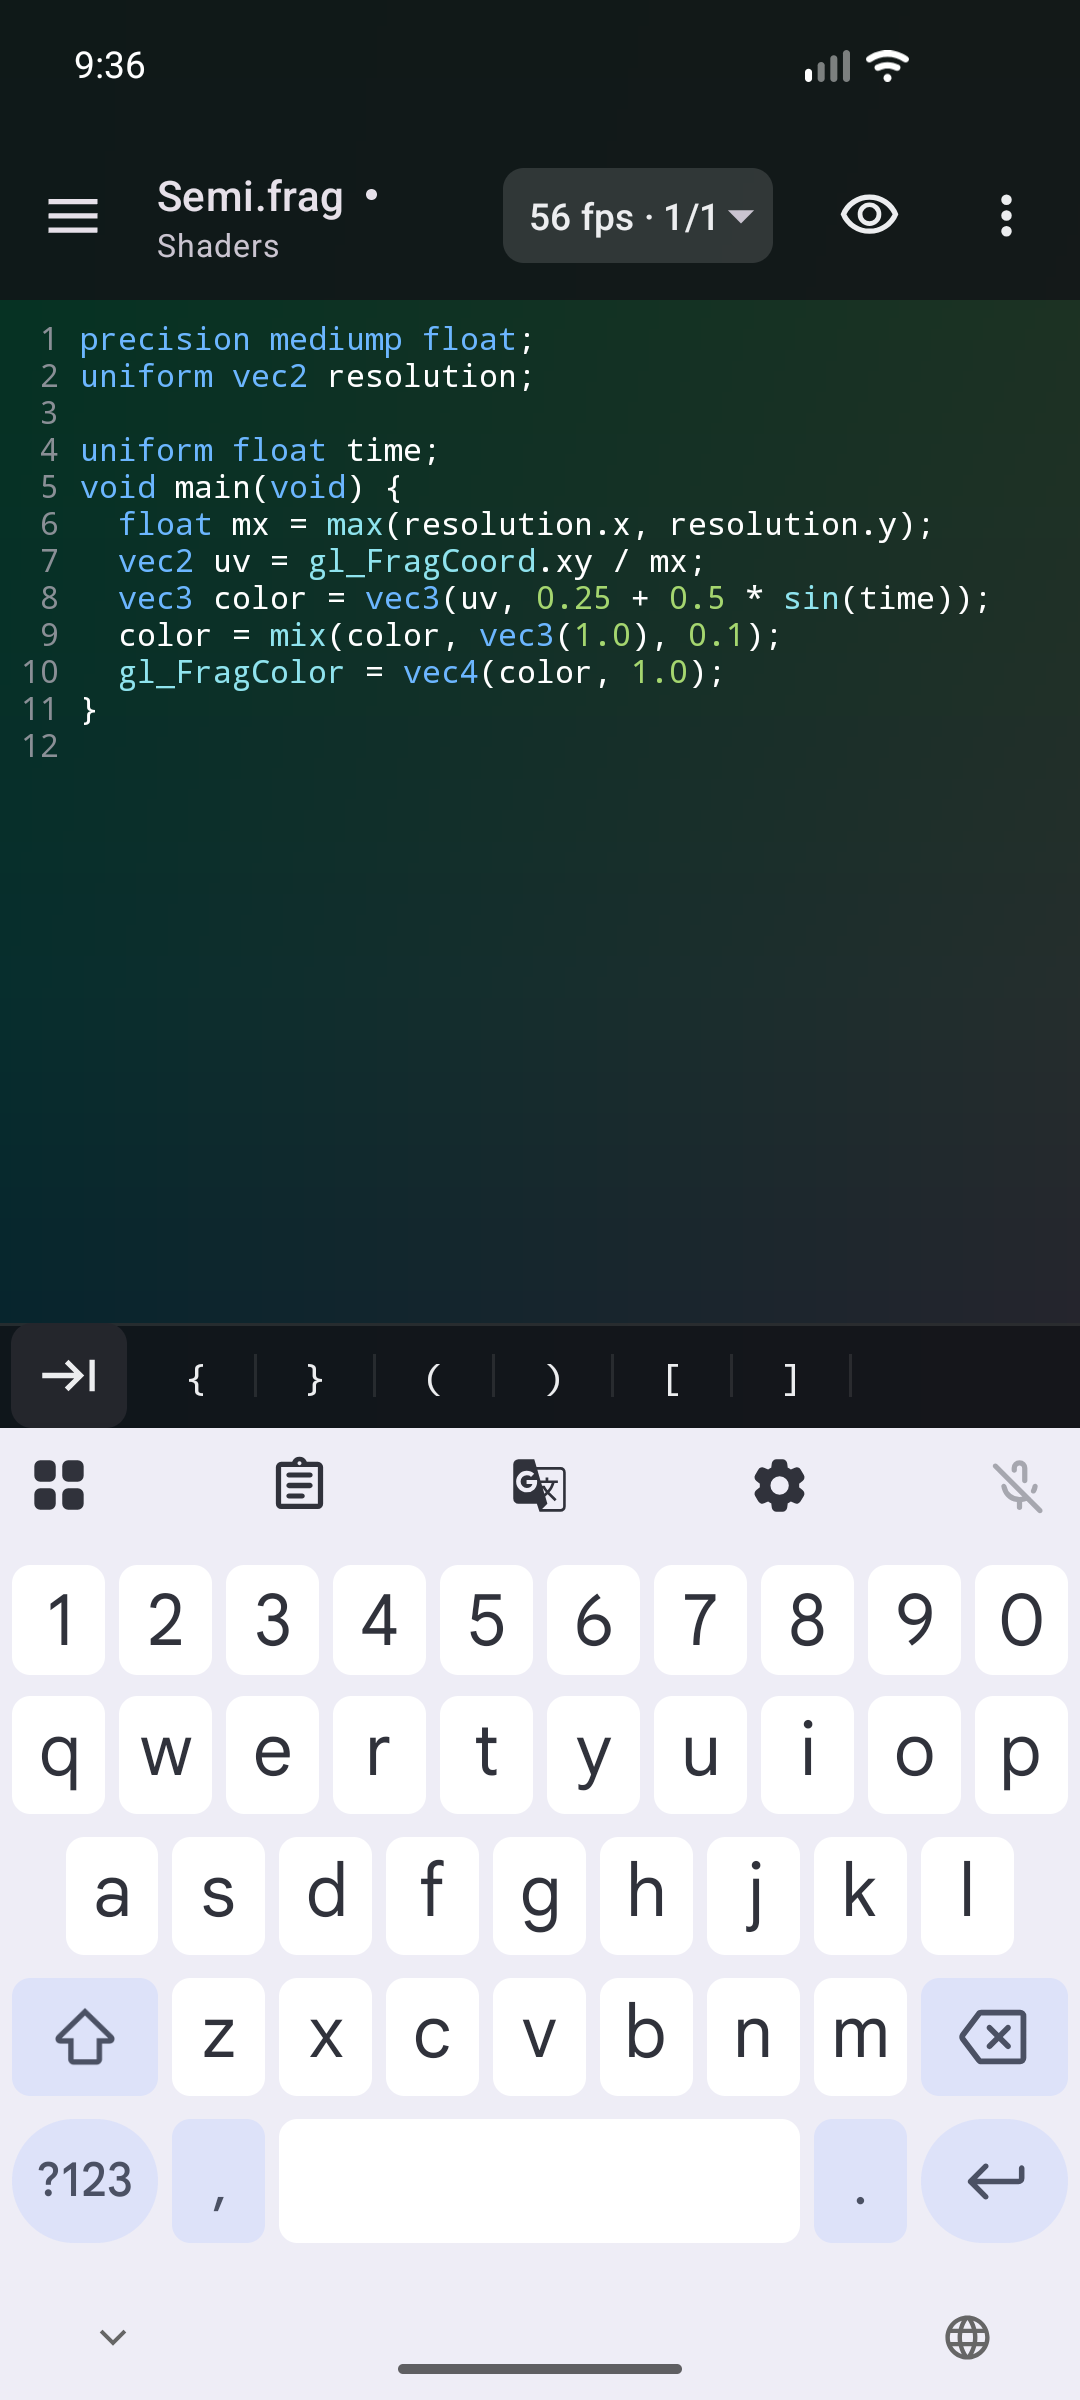 9:36
Semi.frag •
Shaders
56 fps · 1/1
1 precision mediump float;
2 uniform vec2 resolution;
3
4 uniform float time;
5 void main(void) {
6   float mx = max(resolution.x, resolution.y);
7   vec2 uv = gl_FragCoord.xy / mx;
8   vec3 color = vec3(uv, 0.25 + 0.5 * sin(time));
9   color = mix(color, vec3(1.0), 0.1);
10   gl_FragColor = vec4(color, 1.0);
11 }
12
{ } ( ) [ ]
G 文
1 2 3 4 5 6 7 8 9 0
q w e r t y u i o p
a s d f g h j k l
z x c v b n m
?123 , .